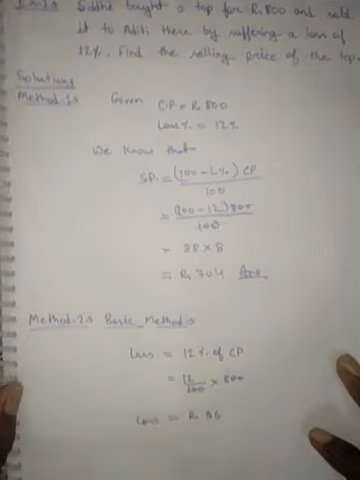 Siddhi bought a top for Rs 800 and sold
it to Aditi there by suffering a loss of
12%. Find the selling price of the top.
Solution:
Method-1:
Given
C.P. = Rs 800
Loss% = 12%
We know that
S.P. = (100 - L%) CP
100
= (100 - 12) 800
100
= 88 × 8
= Rs 704 Ans.
Method-2: Basic Method:
Loss = 12% of CP
= 12/100 × 800
Loss = Rs 96